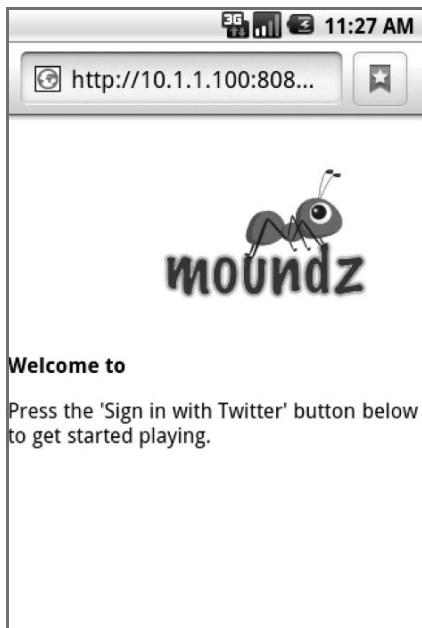 3G 11:27 AM
http://10.1.1.100:808...
moundz
Welcome to
Press the 'Sign in with Twitter' button below
to get started playing.